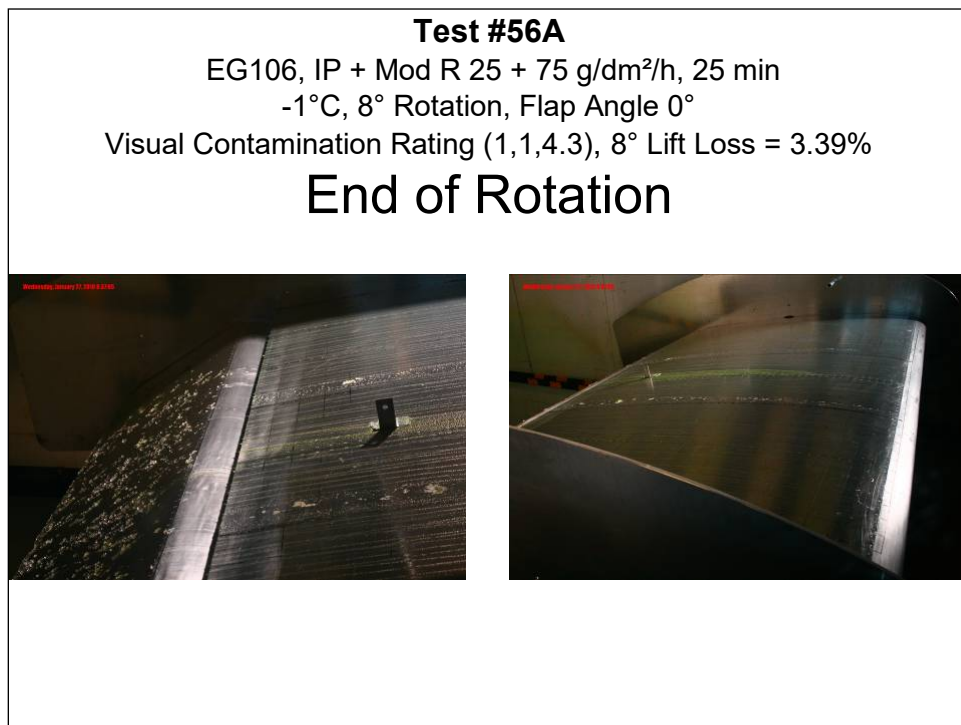 Test #56A
EG106, IP + Mod R 25 + 75 g/dm²/h, 25 min
-1°C, 8° Rotation, Flap Angle 0°
Visual Contamination Rating (1,1,4.3), 8° Lift Loss = 3.39%
End of Rotation